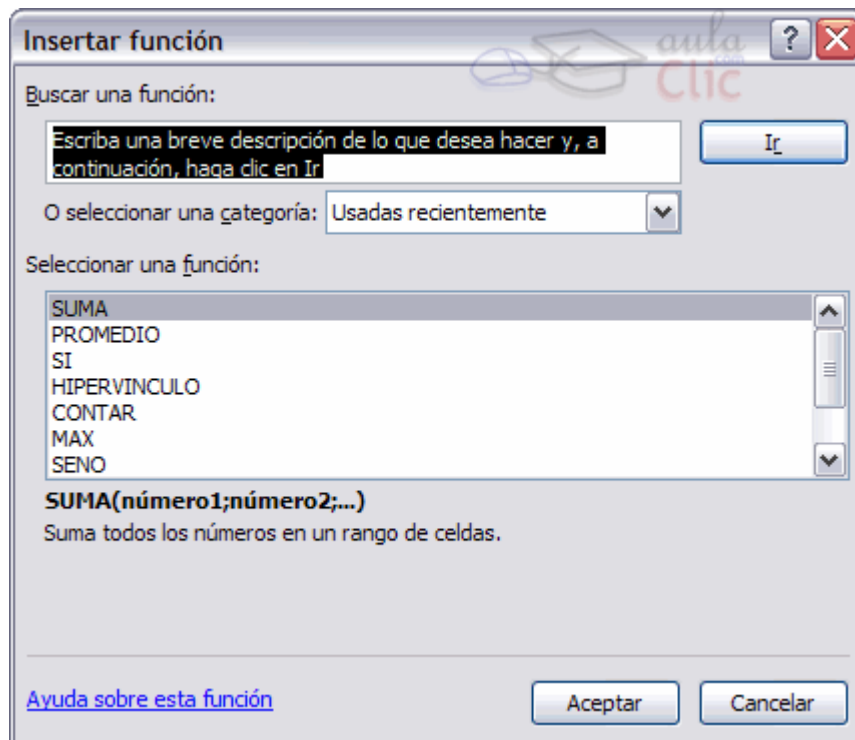 Insertar función
aula
.com
Clic
?
Buscar una función:
Escriba una breve descripción de lo que desea hacer y, a
continuación, haga clic en Ir
Ir
O seleccionar una categoría: Usadas recientemente
Seleccionar una función:
SUMA
PROMEDIO
SI
HIPERVINCULO
CONTAR
MAX
SENO
SUMA(número1;número2;...)
Suma todos los números en un rango de celdas.
Ayuda sobre esta función
Aceptar
Cancelar